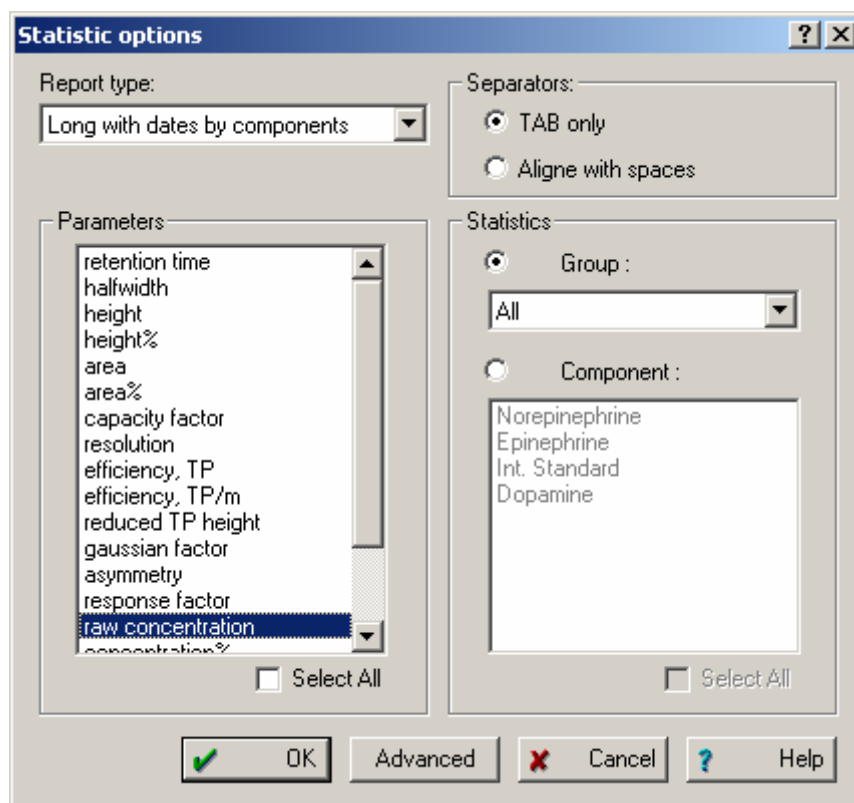 Statistic options
Report type:
Long with dates by components
Separators:
TAB only
Aligne with spaces
Parameters
retention time
halfwidth
height
height%
area
area%
capacity factor
resolution
efficiency, TP
efficiency, TP/m
reduced TP height
gaussian factor
asymmetry
response factor
raw concentration
concentration%
Select All
Statistics
Group :
All
Component :
Norepinephrine
Epinephrine
Int. Standard
Dopamine
Select All
OK
Advanced
Cancel
? Help